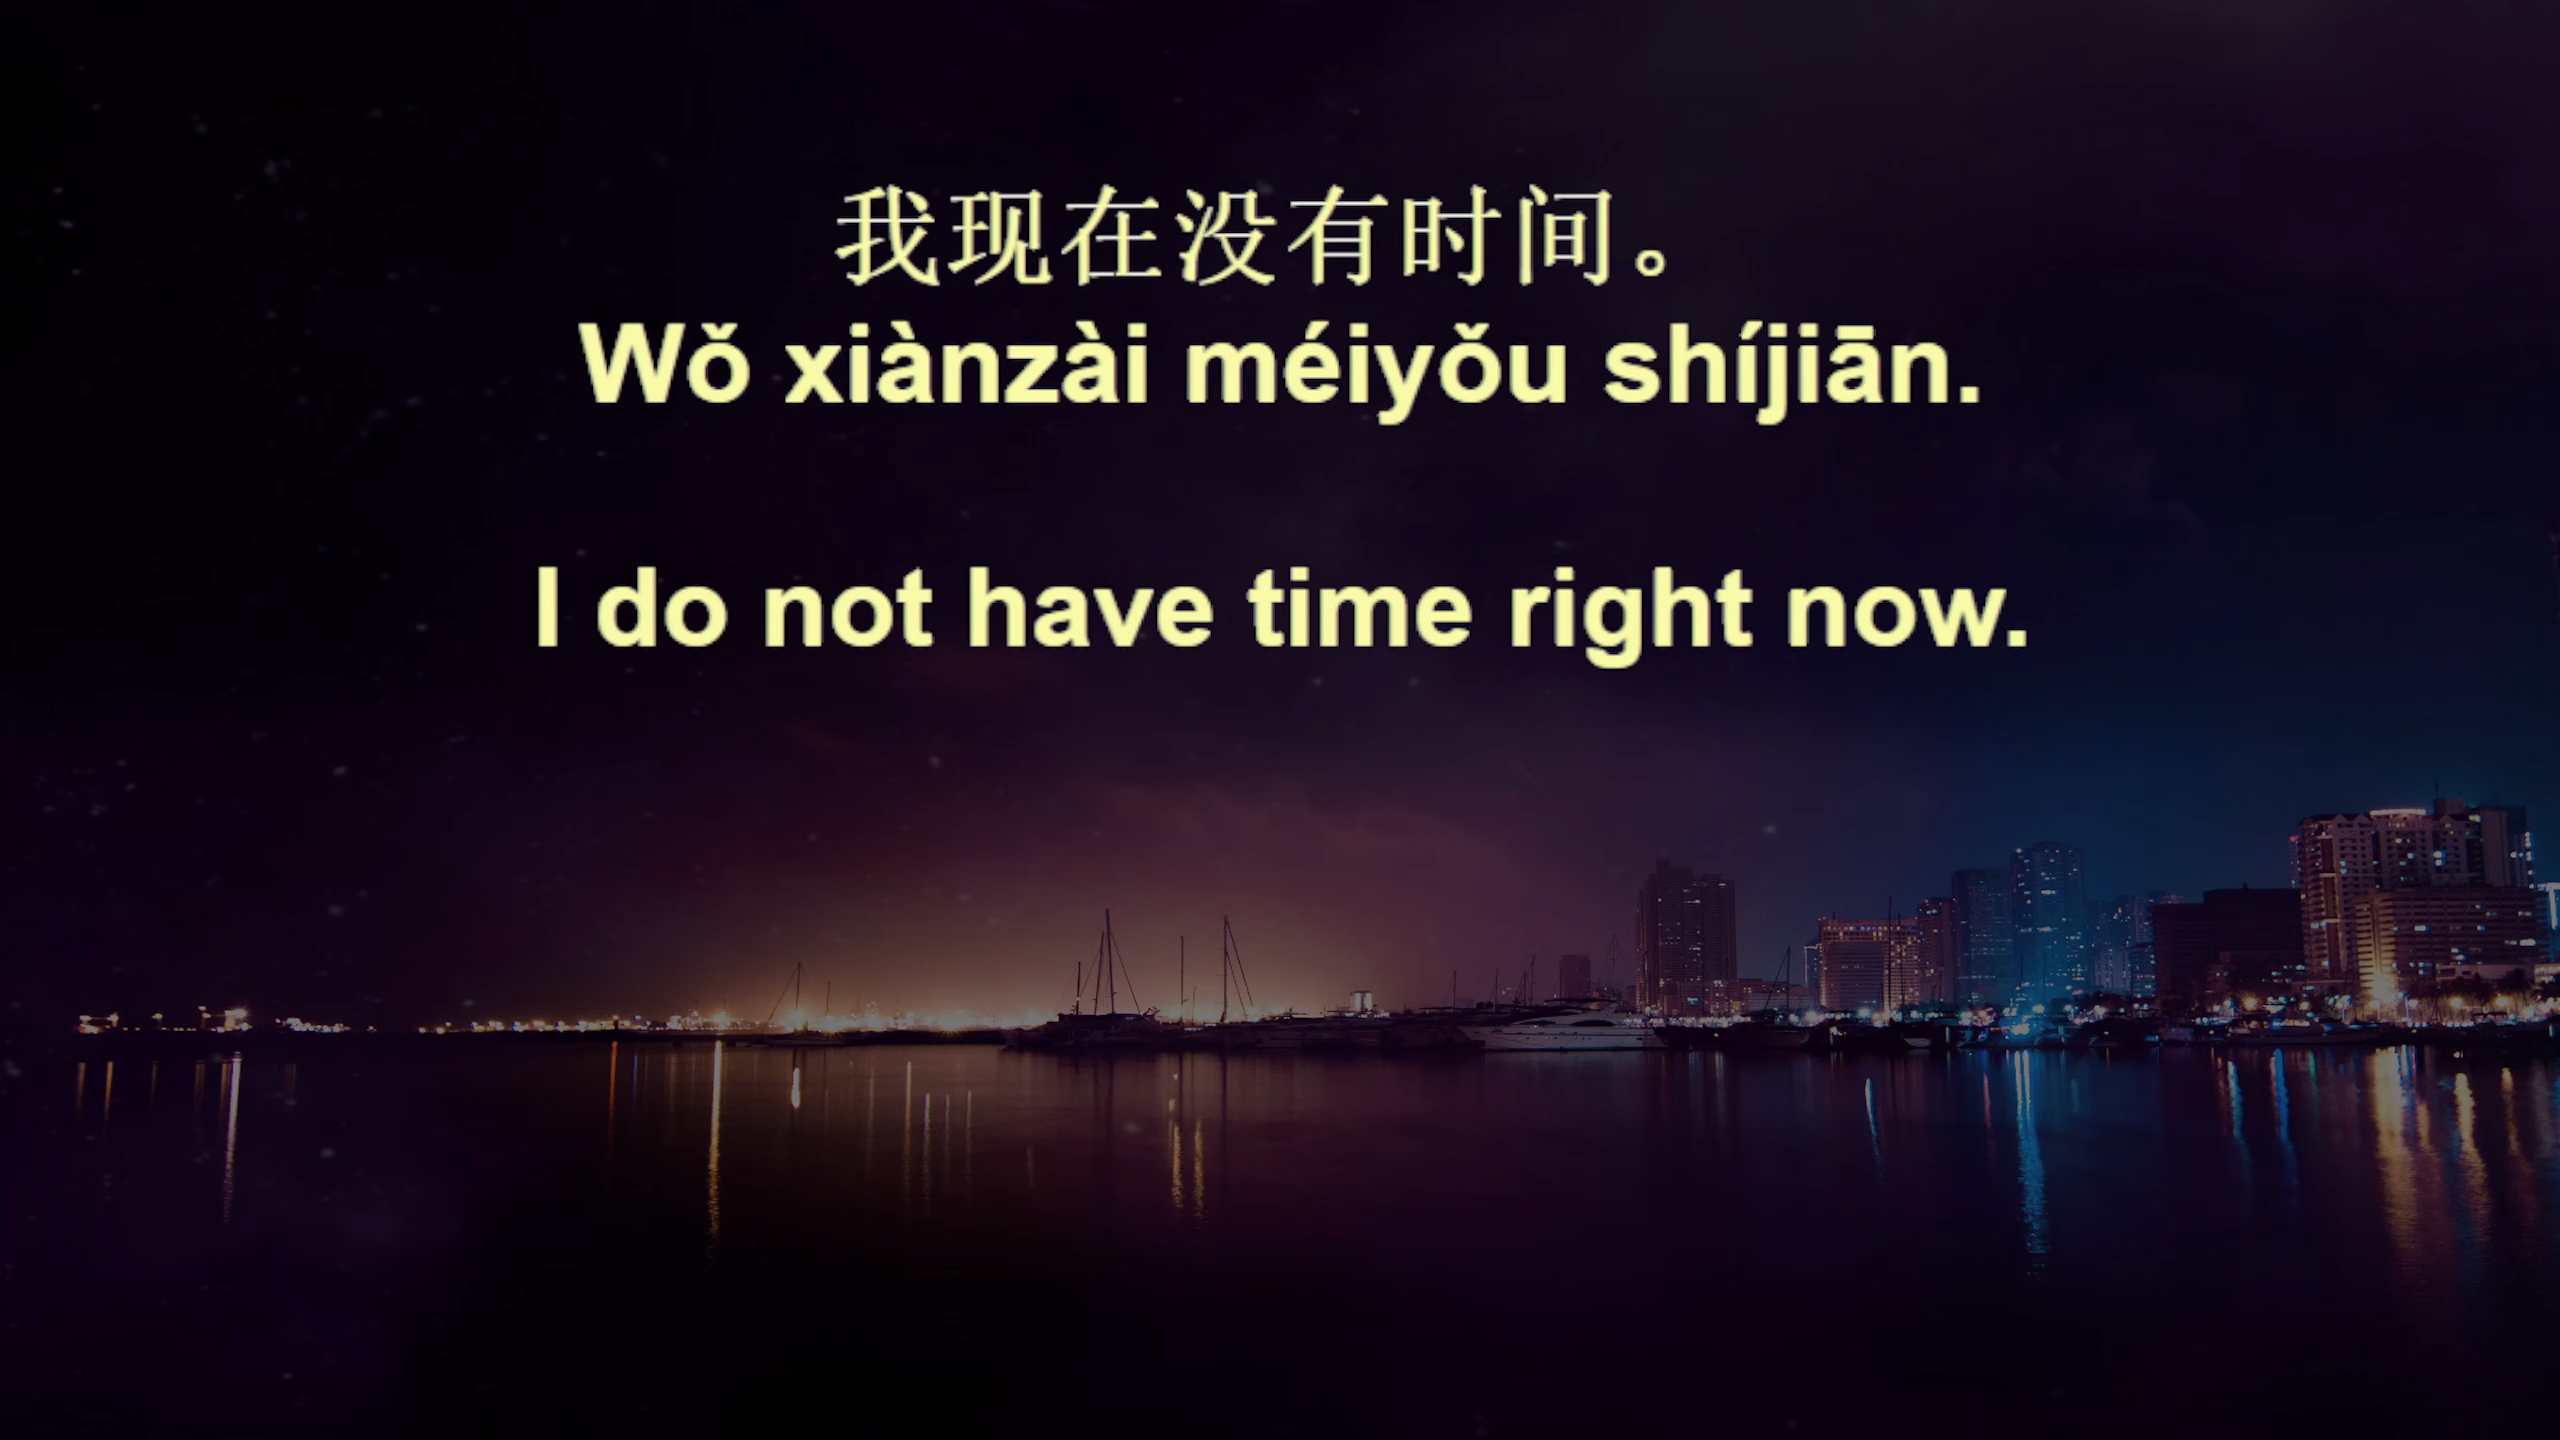 我现在没有时间。
Wǒ xiànzài méiyǒu shíjiān.
I do not have time right now.